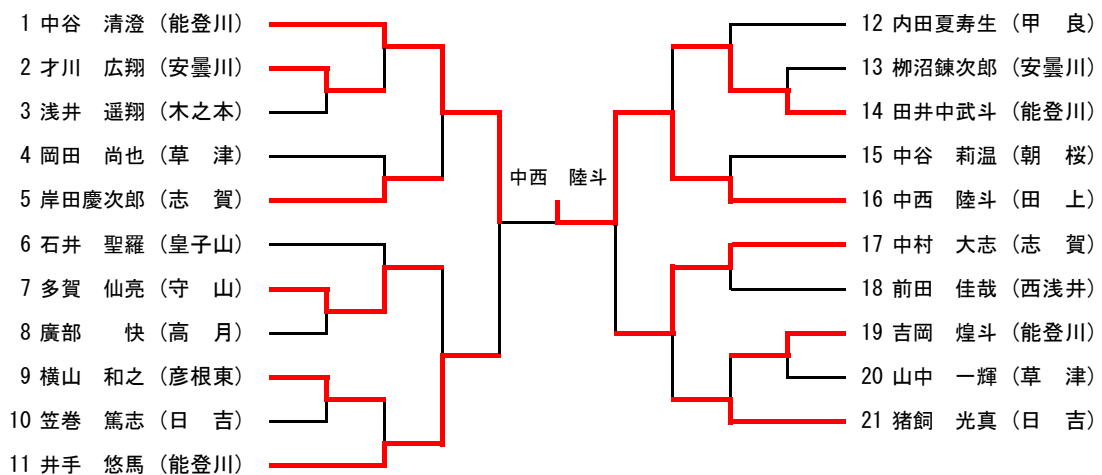 1 中谷　清澄（能登川）
2 才川　広翔（安曇川）
3 浅井　遥翔（木之本）
4 岡田　尚也（草　津）
5 岸田慶次郎（志　賀）
6 石井　聖羅（皇子山）
7 多賀　仙亮（守　山）
8 廣部　　快（高　月）
9 横山　和之（彦根東）
10 笠巻　篤志（日　吉）
11 井手　悠馬（能登川）
中西　陸斗
12 内田夏寿生（甲　良）
13 栁沼錬次郎（安曇川）
14 田井中武斗（能登川）
15 中谷　莉温（朝　桜）
16 中西　陸斗（田　上）
17 中村　大志（志　賀）
18 前田　佳哉（西浅井）
19 吉岡　煌斗（能登川）
20 山中　一輝（草　津）
21 猪飼　光真（日　吉）